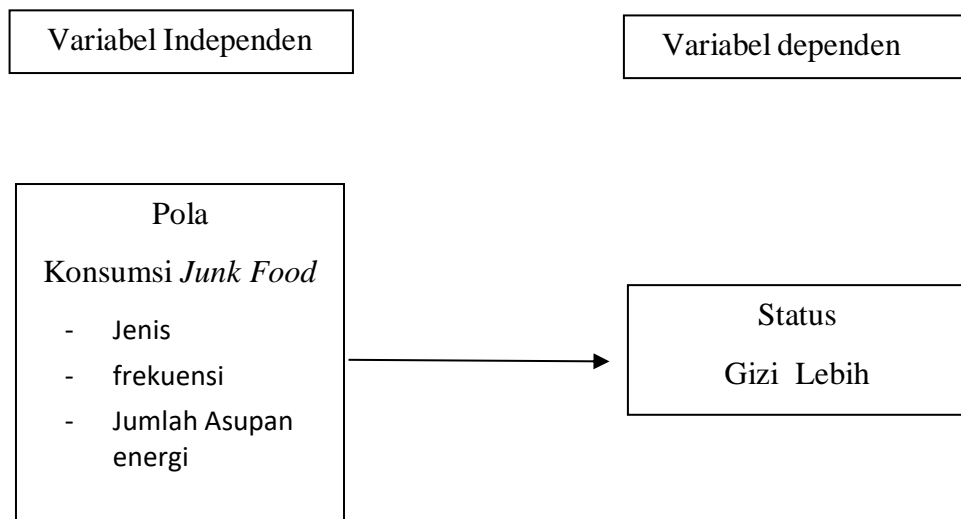 Variabel Independen
Variabel dependen
Pola
Konsumsi Junk Food
- Jenis
- frekuensi
- Jumlah Asupan
energi
Status
Gizi Lebih